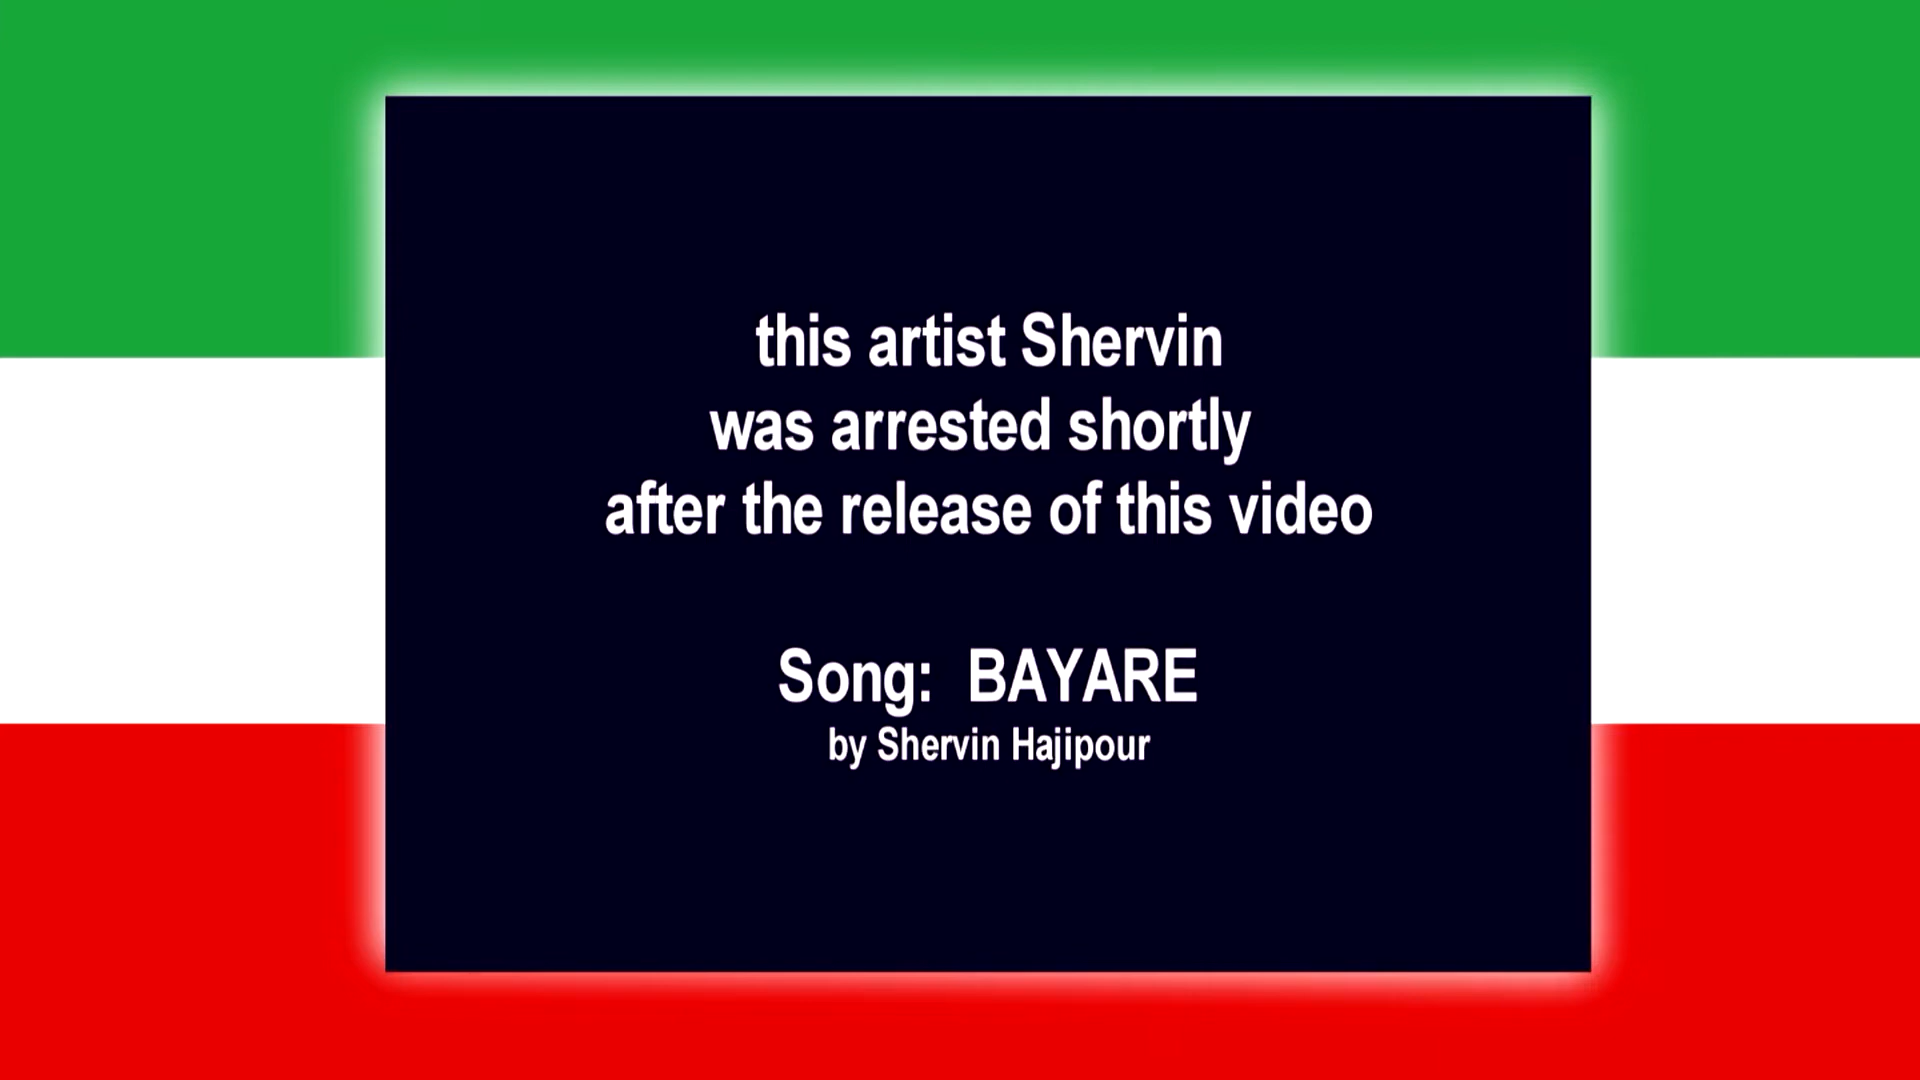 this artist Shervin
was arrested shortly
after the release of this video
Song: BAYARE
by Shervin Hajipour